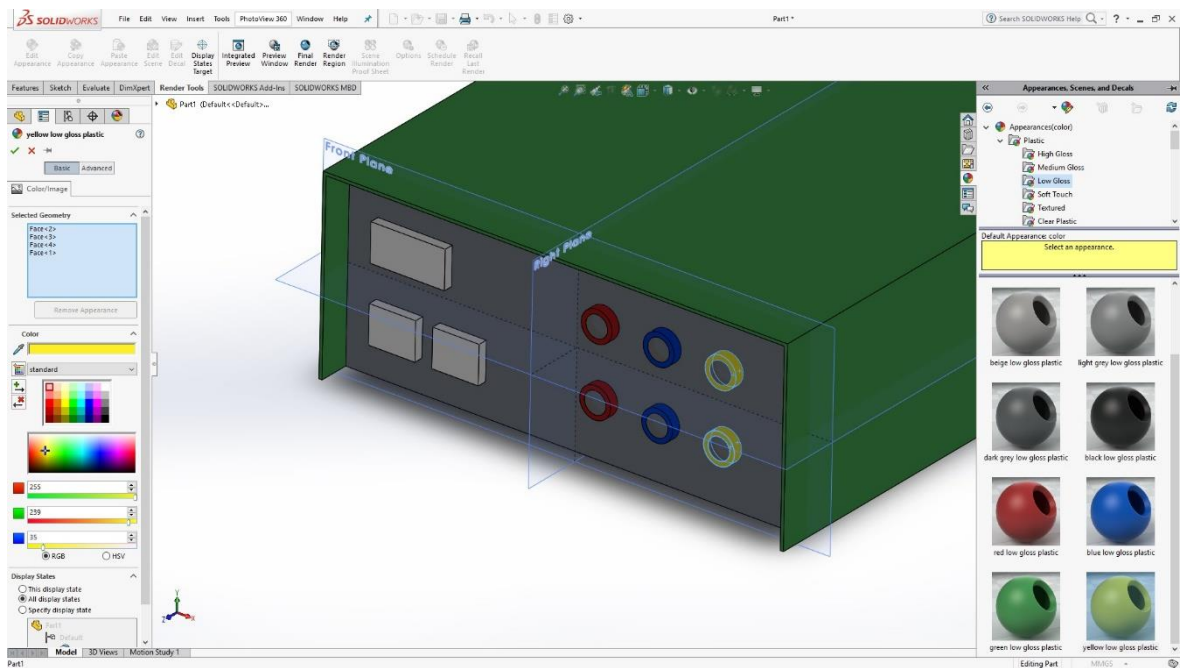 SOLIDWORKS File Edit View Insert Tools PhotoView 360 Window Help Part1 * Search SOLIDWORKS Help
Edit Appearance Copy Appearance Paste Appearance Edit Scene Edit Decal Display States Target Integrated Preview Preview Window Final Render Render Region Scene Illumination Proof Sheet Options Schedule Render Recall Last Render
Features Sketch Evaluate DimXpert Render Tools SOLIDWORKS Add-Ins SOLIDWORKS MBD
Part1 (Default<<Default>...
yellow low gloss plastic
Basic Advanced
Color/Image
Selected Geometry
Face<2>
Face<3>
Face<4>
Face<1>
Remove Appearance
Color
standard
255
239
35
RGB HSV
Display States
This display state
All display states
Specify display state
Part1
Default
Front Plane
Right Plane
Y
Z X
Appearances, Scenes, and Decals
Appearances(color)
Plastic
High Gloss
Medium Gloss
Low Gloss
Soft Touch
Textured
Clear Plastic
Default Appearance: color
Select an appearance.
beige low gloss plastic light grey low gloss plastic
dark grey low gloss plastic black low gloss plastic
red low gloss plastic blue low gloss plastic
green low gloss plastic yellow low gloss plastic
Model 3D Views Motion Study 1
Part1 Editing Part MMGS